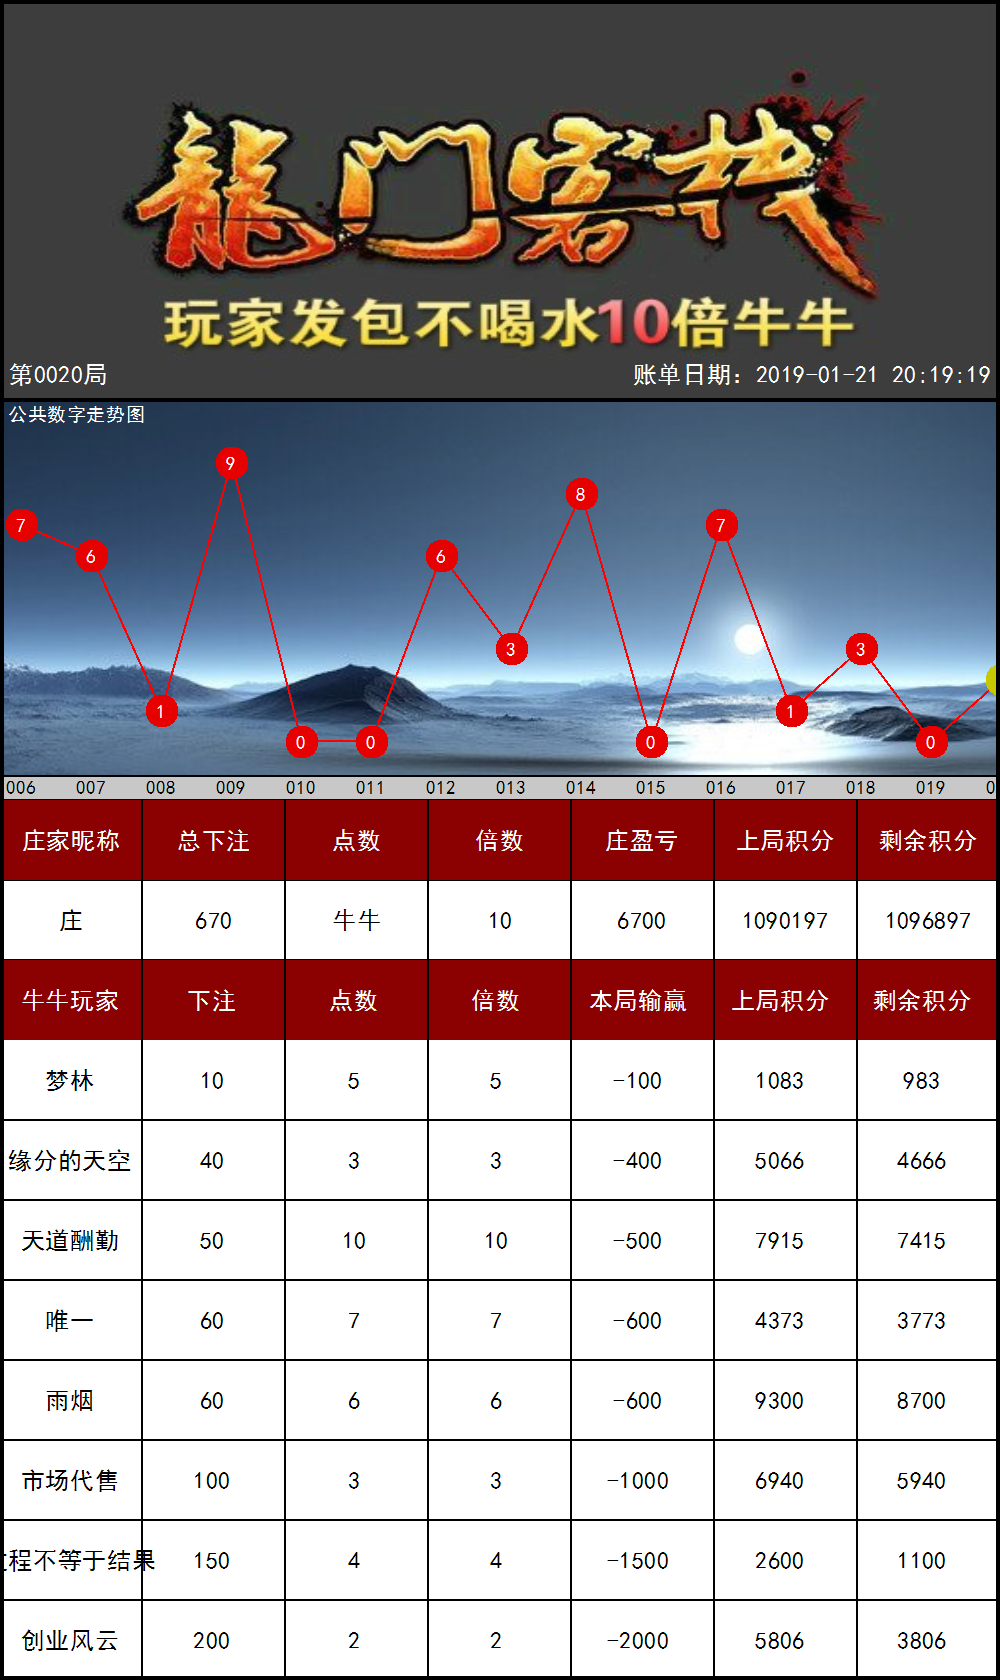 龍门客栈
玩家发包不喝水10倍牛牛
第0020局 账单日期：2019-01-21 20:19:19
公共数字走势图
9
8
7 7
6 6
3 3
1 1
0 0 0 0
006 007 008 009 010 011 012 013 014 015 016 017 018 019 0
庄家昵称 总下注 点数 倍数 庄盈亏 上局积分 剩余积分
庄 670 牛牛 10 6700 1090197 1096897
牛牛玩家 下注 点数 倍数 本局输赢 上局积分 剩余积分
梦林 10 5 5 -100 1083 983
缘分的天空 40 3 3 -400 5066 4666
天道酬勤 50 10 10 -500 7915 7415
唯一 60 7 7 -600 4373 3773
雨烟 60 6 6 -600 9300 8700
市场代售 100 3 3 -1000 6940 5940
程不等于结果 150 4 4 -1500 2600 1100
创业风云 200 2 2 -2000 5806 3806